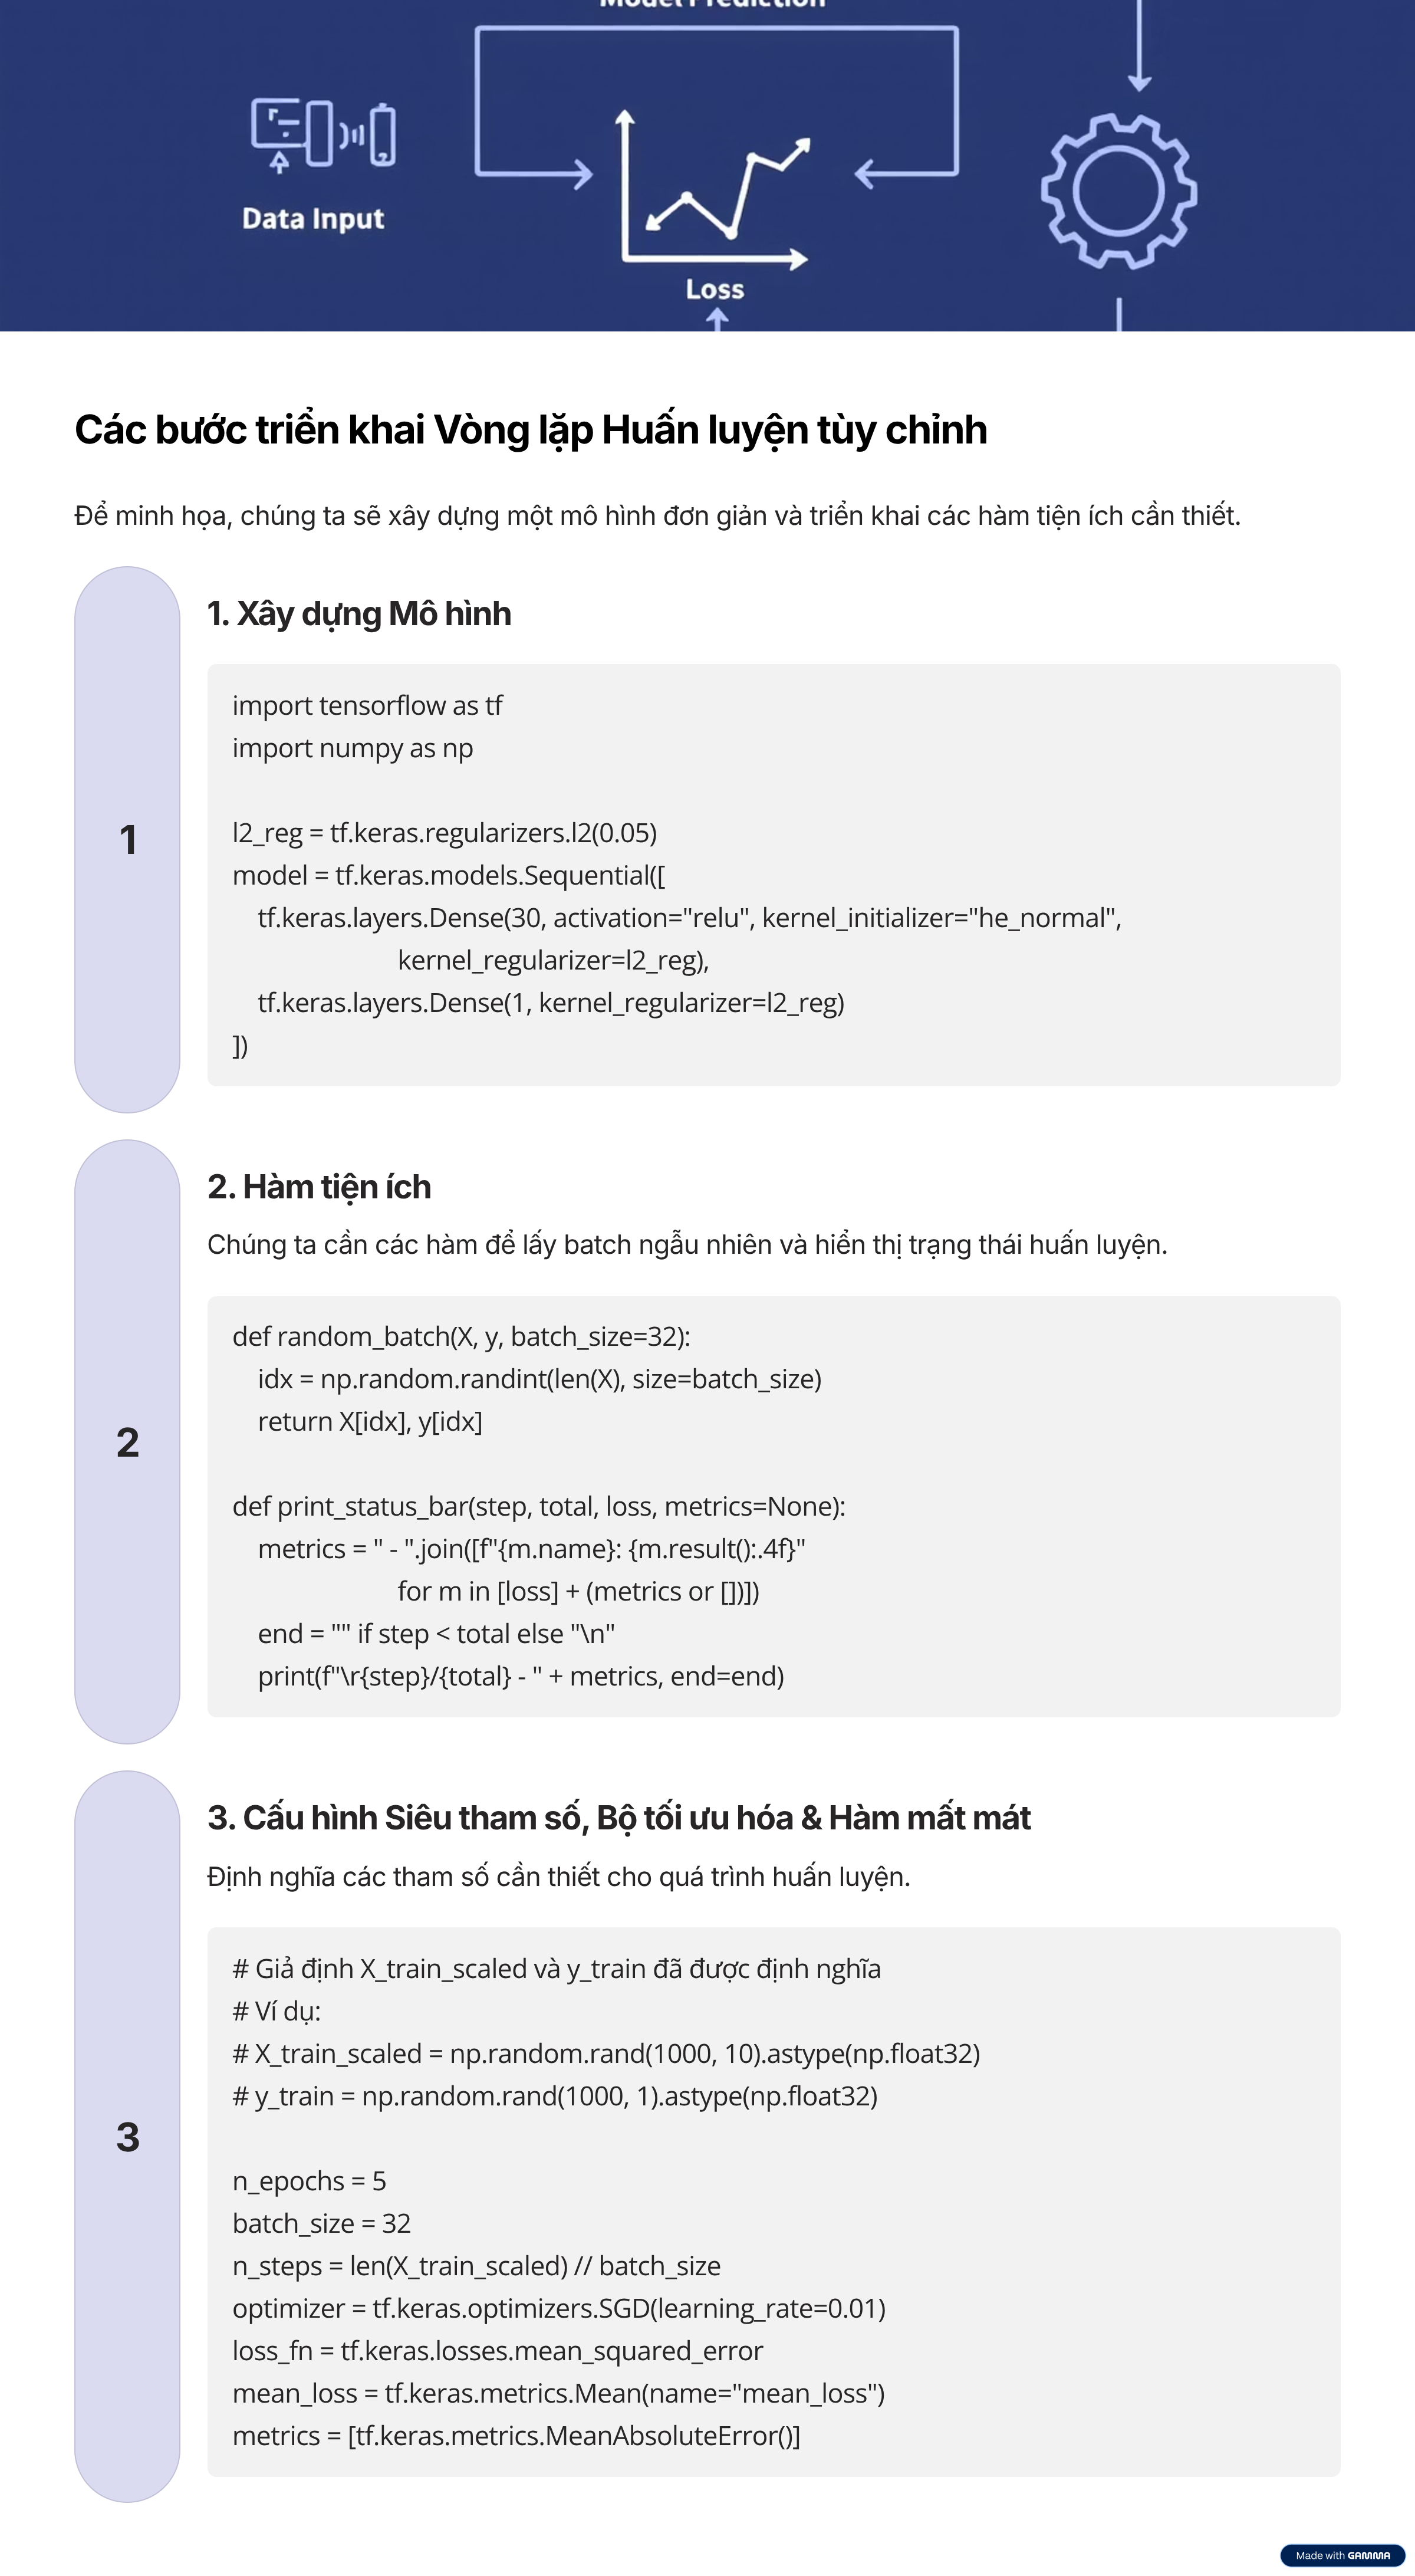 Model Prediction
Data Input
Loss
Các bước triển khai Vòng lặp Huấn luyện tùy chỉnh
Để minh họa, chúng ta sẽ xây dựng một mô hình đơn giản và triển khai các hàm tiện ích cần thiết.
1
1. Xây dựng Mô hình
import tensorflow as tf
import numpy as np
l2_reg = tf.keras.regularizers.l2(0.05)
model = tf.keras.models.Sequential([
tf.keras.layers.Dense(30, activation="relu", kernel_initializer="he_normal",
kernel_regularizer=l2_reg),
tf.keras.layers.Dense(1, kernel_regularizer=l2_reg)
])
2
2. Hàm tiện ích
Chúng ta cần các hàm để lấy batch ngẫu nhiên và hiển thị trạng thái huấn luyện.
def random_batch(X, y, batch_size=32):
idx = np.random.randint(len(X), size=batch_size)
return X[idx], y[idx]
def print_status_bar(step, total, loss, metrics=None):
metrics = " - ".join([f"{m.name}: {m.result():.4f}"
for m in [loss] + (metrics or [])])
end = "" if step < total else "\n"
print(f"\r{step}/{total} - " + metrics, end=end)
3
3. Cấu hình Siêu tham số, Bộ tối ưu hóa & Hàm mất mát
Định nghĩa các tham số cần thiết cho quá trình huấn luyện.
# Giả định X_train_scaled và y_train đã được định nghĩa
# Ví dụ:
# X_train_scaled = np.random.rand(1000, 10).astype(np.float32)
# y_train = np.random.rand(1000, 1).astype(np.float32)
n_epochs = 5
batch_size = 32
n_steps = len(X_train_scaled) // batch_size
optimizer = tf.keras.optimizers.SGD(learning_rate=0.01)
loss_fn = tf.keras.losses.mean_squared_error
mean_loss = tf.keras.metrics.Mean(name="mean_loss")
metrics = [tf.keras.metrics.MeanAbsoluteError()]
Made with GAMMA